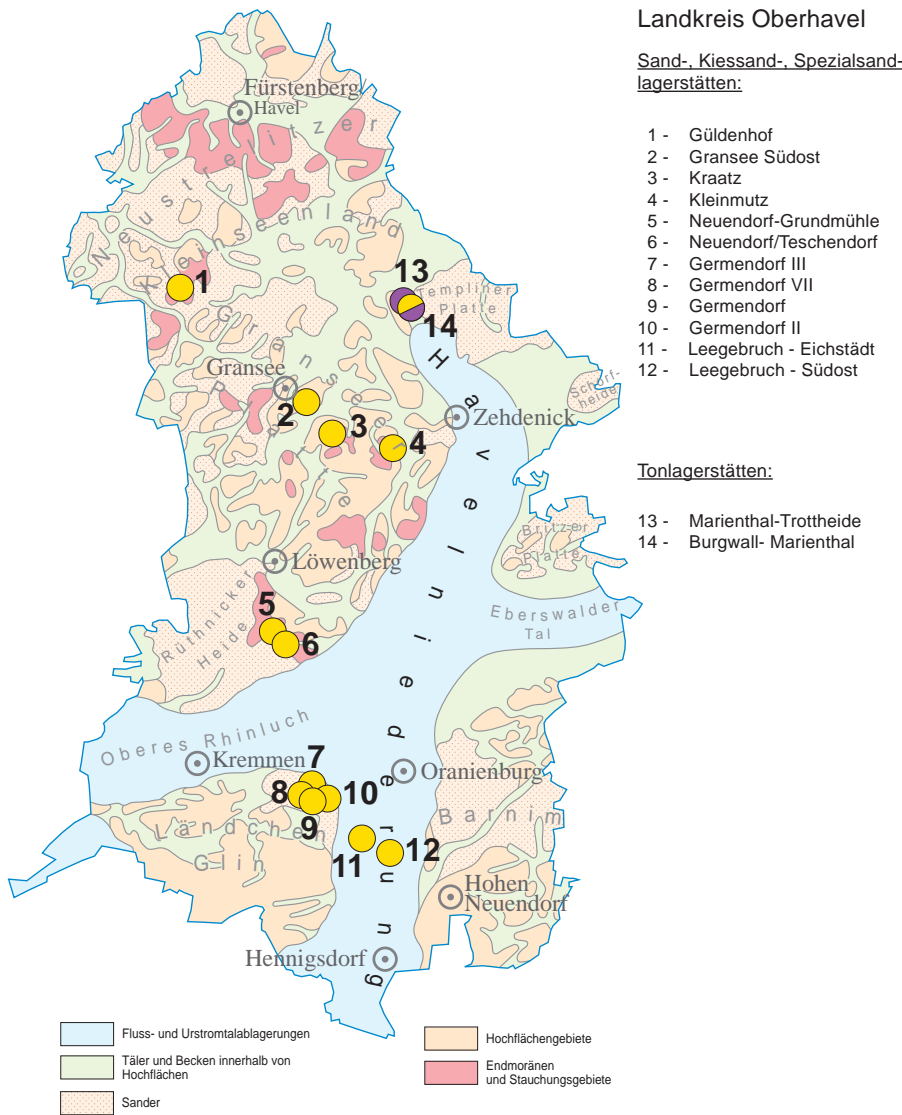 Landkreis Oberhavel
Sand-, Kiessand-, Spezialsand-
lagerstätten:
1 - Güldenhof
2 - Gransee Südost
3 - Kraatz
4 - Kleinmutz
5 - Neuendorf-Grundmühle
6 - Neuendorf/Teschendorf
7 - Germendorf III
8 - Germendorf VII
9 - Germendorf
10 - Germendorf II
11 - Leegebruch - Eichstädt
12 - Leegebruch - Südost
Tonlagerstätten:
13 - Marienthal-Trottheide
14 - Burgwall- Marienthal
Fürstenberg
Havel
Neustrelitzer
Kleinseenland
1
13
Templiner
Platte
14
Granseer
Platte
Gransee
2
3
4
Schorf-
heide
Zehdenick
Havelniederung
Britzer
Platte
Löwenberg
Eberswalder
Tal
Rüthnicker
Heide
5
6
Oberes Rhinluch
Kremmen
7
8
9
10
Oranienburg
Barnim
Ländchen
Glin
11
12
Hohen
Neuendorf
Hennigsdorf
Fluss- und Urstromtalablagerungen
Täler und Becken innerhalb von
Hochflächen
Sander
Hochflächengebiete
Endmoränen
und Stauchungsgebiete